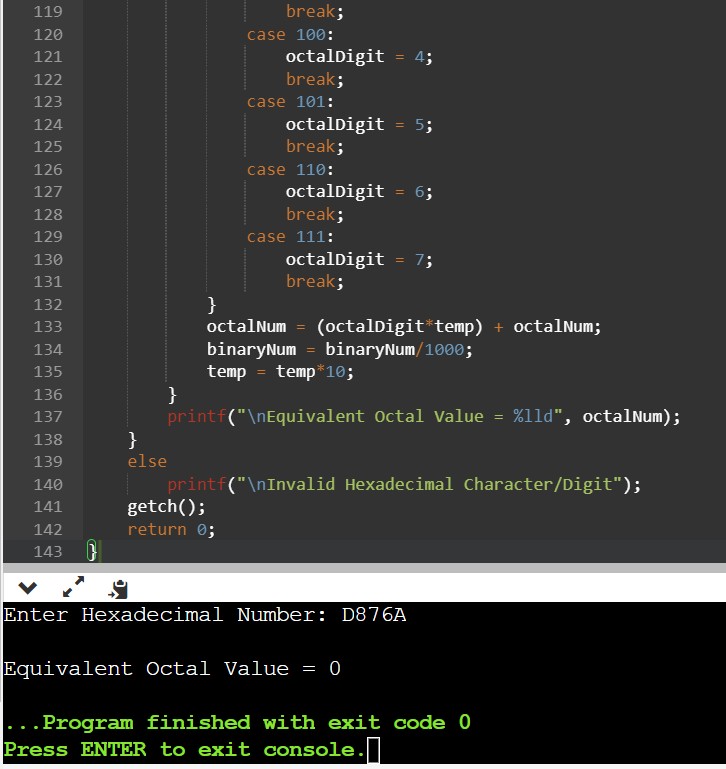 119 break;
120 case 100:
121 octalDigit = 4;
122 break;
123 case 101:
124 octalDigit = 5;
125 break;
126 case 110:
127 octalDigit = 6;
128 break;
129 case 111:
130 octalDigit = 7;
131 break;
132 }
133 octalNum = (octalDigit*temp) + octalNum;
134 binaryNum = binaryNum/1000;
135 temp = temp*10;
136 }
137 printf("\nEquivalent Octal Value = %lld", octalNum);
138 }
139 else
140 printf("\nInvalid Hexadecimal Character/Digit");
141 getch();
142 return 0;
143 }
Enter Hexadecimal Number: D876A
Equivalent Octal Value = 0
...Program finished with exit code 0
Press ENTER to exit console.